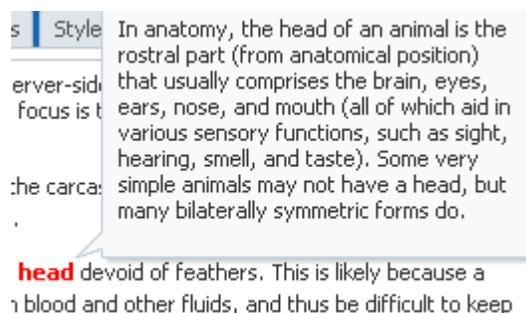 s Style In anatomy, the head of an animal is the
rostral part (from anatomical position)
that usually comprises the brain, eyes,
erver-sid ears, nose, and mouth (all of which aid in
focus is t various sensory functions, such as sight,
hearing, smell, and taste). Some very
the carcas simple animals may not have a head, but
. many bilaterally symmetric forms do.
head devoid of feathers. This is likely because a
n blood and other fluids, and thus be difficult to keep